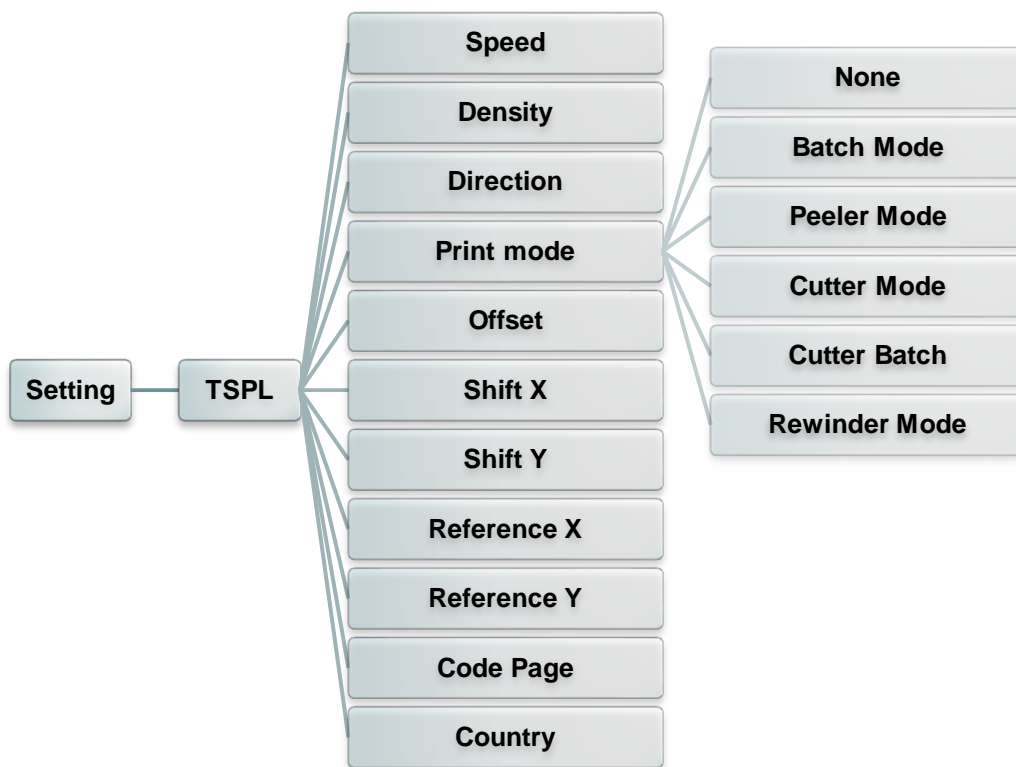 Setting
TSPL
Speed
Density
Direction
Print mode
Offset
Shift X
Shift Y
Reference X
Reference Y
Code Page
Country
None
Batch Mode
Peeler Mode
Cutter Mode
Cutter Batch
Rewinder Mode